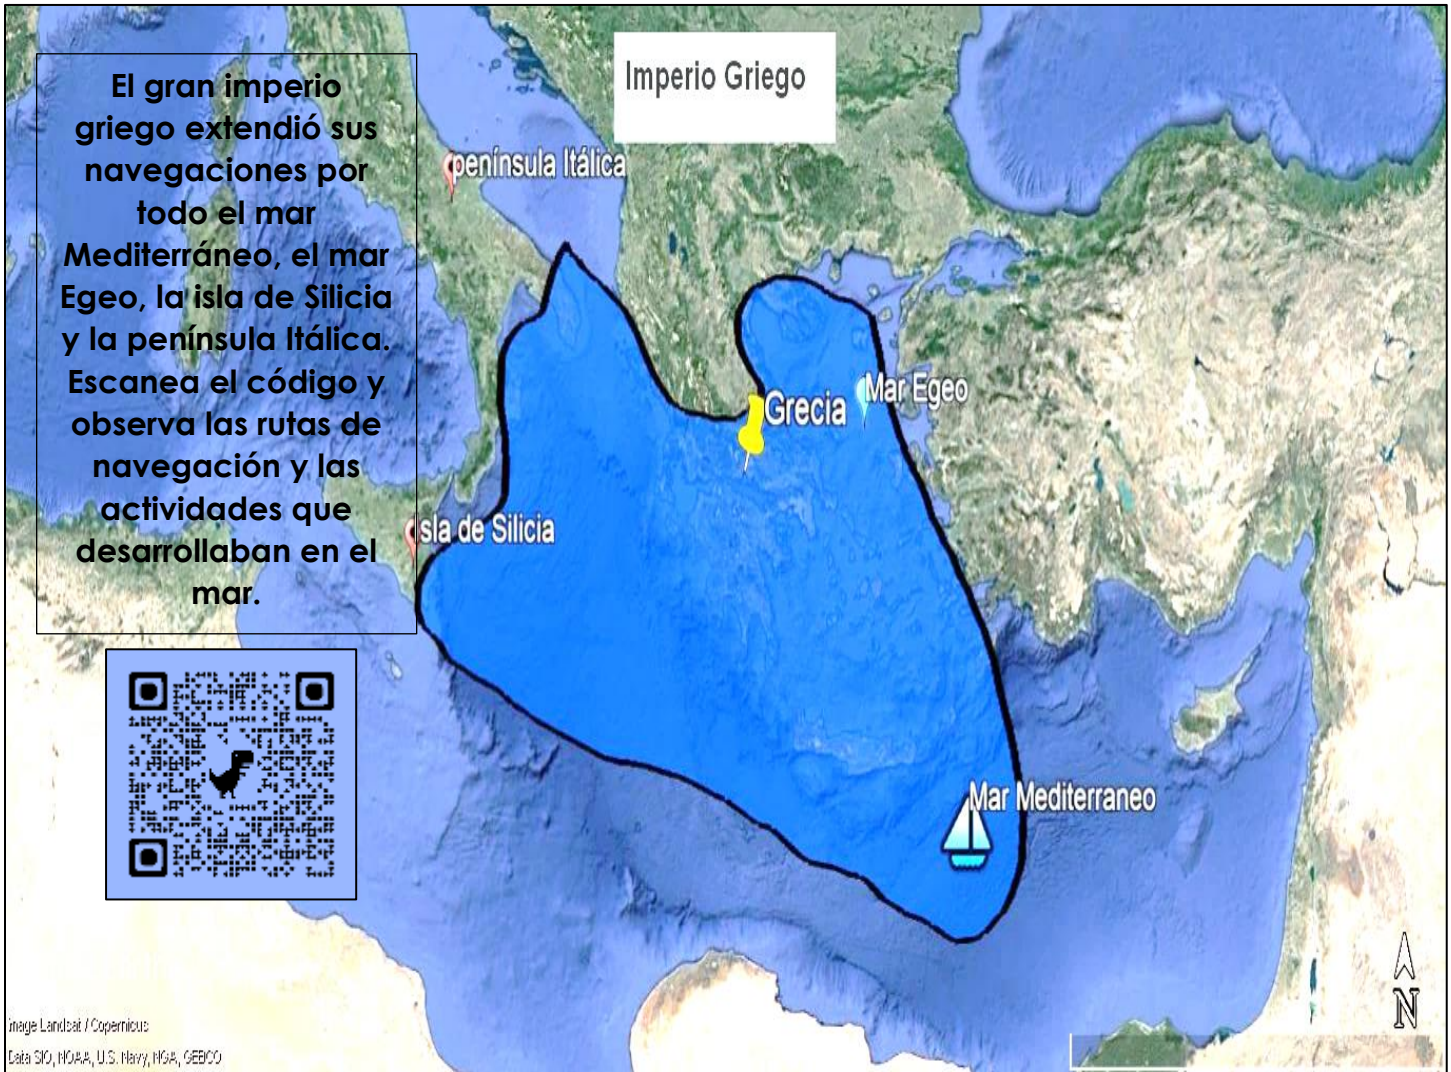 Imperio Griego
El gran imperio
griego extendió sus
navegaciones por
todo el mar
Mediterráneo, el mar
Egeo, la isla de Silicia
y la península Itálica.
Escanea el código y
observa las rutas de
navegación y las
actividades que
desarrollaban en el
mar.
península Itálica
Mar Egeo
Grecia
Isla de Silicia
Mar Mediterraneo
N
Image Landsat / Copernicus
Data SIO, NOAA, U.S. Navy, NGA, GEBCO